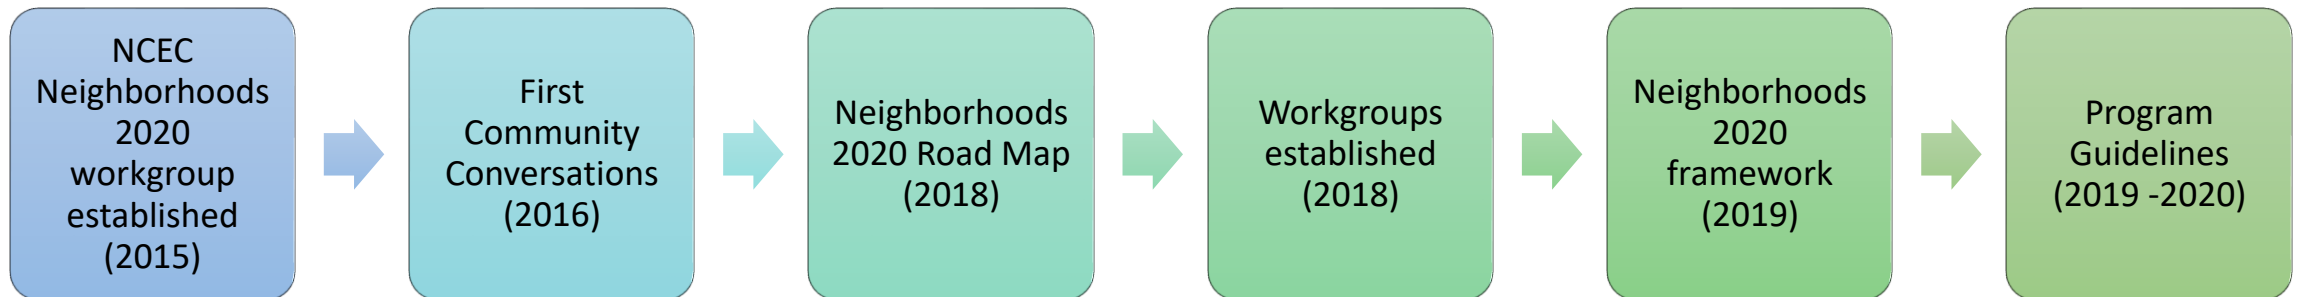 NCEC
Neighborhoods
2020
workgroup
established
(2015)
First
Community
Conversations
(2016)
Neighborhoods
2020 Road Map
(2018)
Workgroups
established
(2018)
Neighborhoods
2020
framework
(2019)
Program
Guidelines
(2019 -2020)